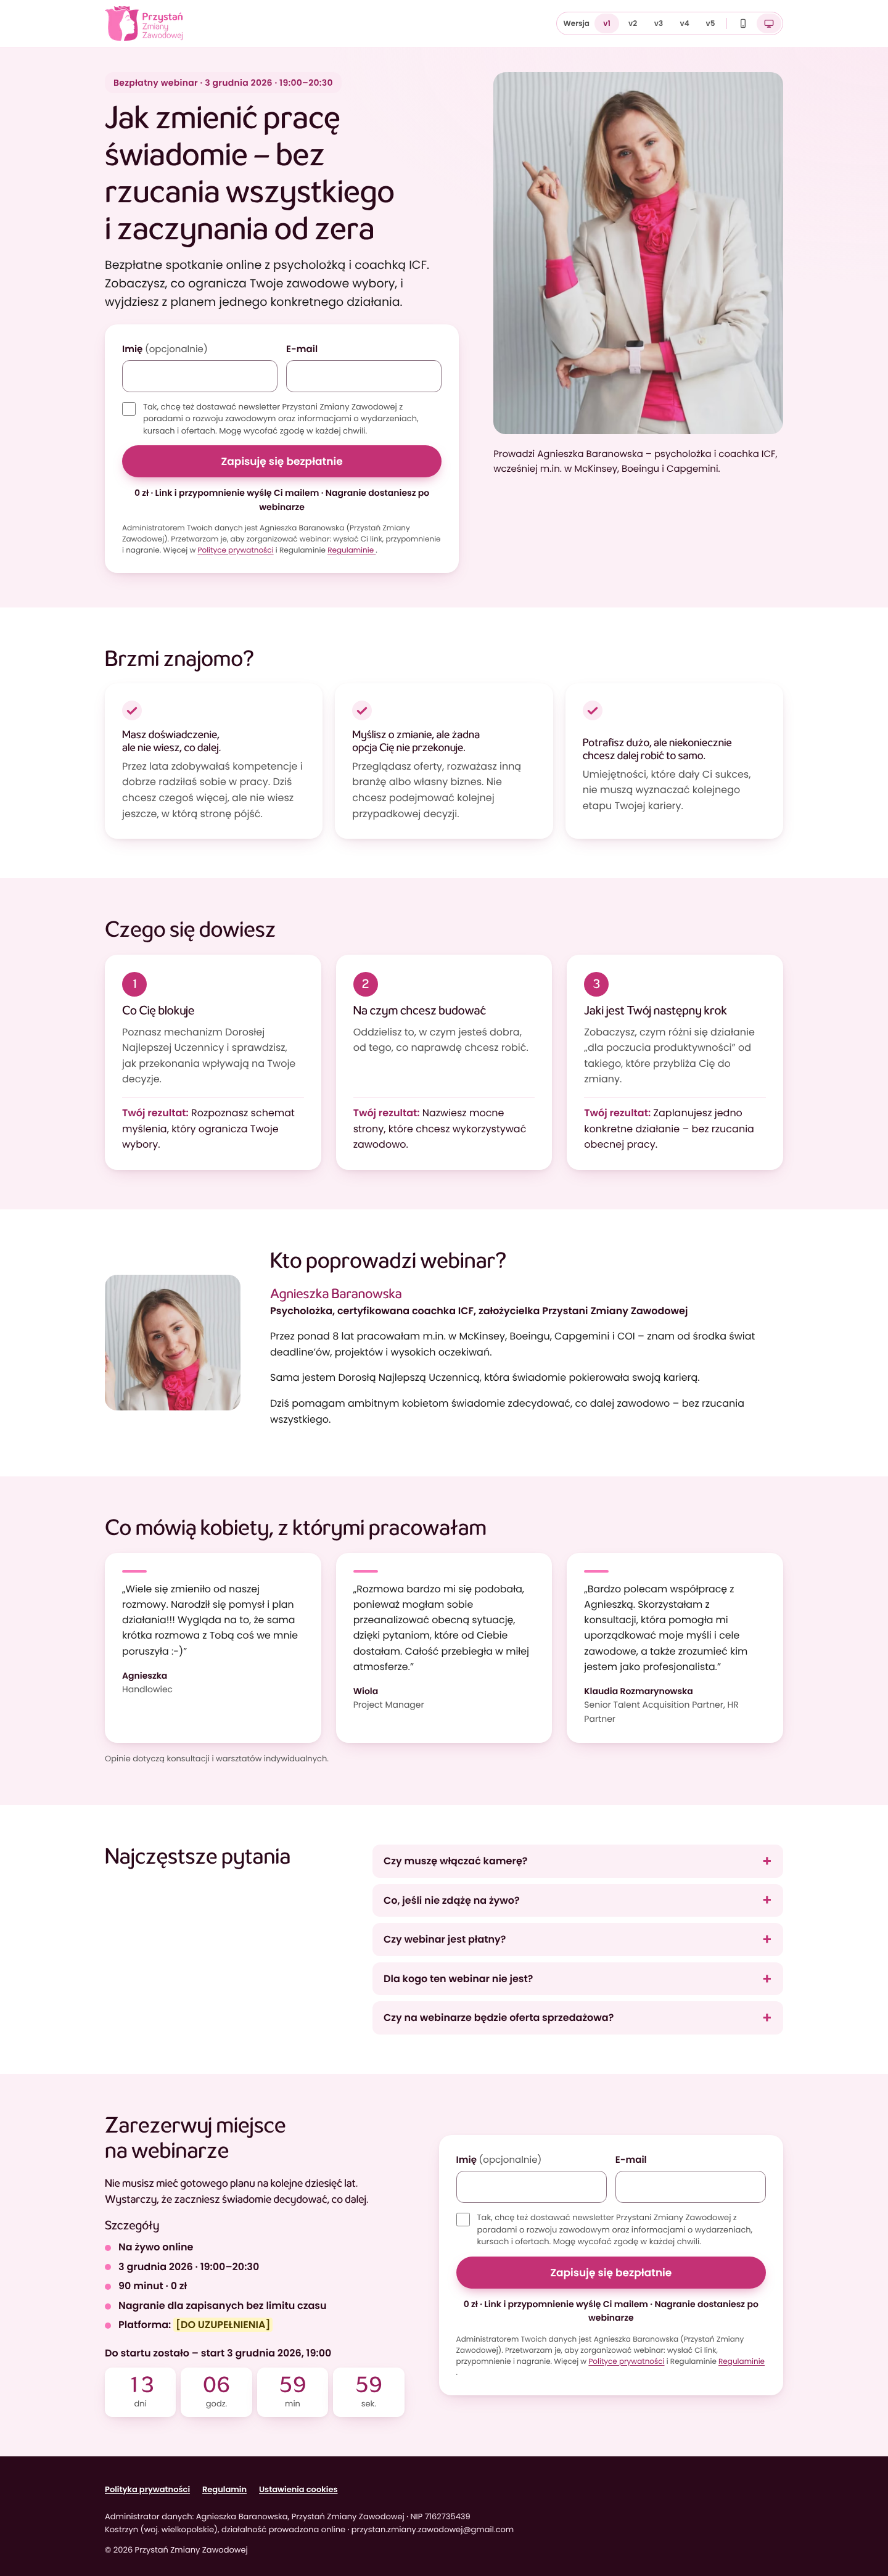 Przystań
Zmiany
Zawodowej
Wersja v1 v2 v3 v4 v5
Bezpłatny webinar · 3 grudnia 2026 · 19:00–20:30
Jak zmienić pracę
świadomie – bez
rzucania wszystkiego
i zaczynania od zera
Bezpłatne spotkanie online z psycholożką i coachką ICF.
Zobaczysz, co ogranicza Twoje zawodowe wybory, i
wyjdziesz z planem jednego konkretnego działania.
Imię (opcjonalnie) E-mail
Tak, chcę też dostawać newsletter Przystani Zmiany Zawodowej z
poradami o rozwoju zawodowym oraz informacjami o wydarzeniach,
kursach i ofertach. Mogę wycofać zgodę w każdej chwili.
Zapisuję się bezpłatnie
0 zł · Link i przypomnienie wyślę Ci mailem · Nagranie dostaniesz po
webinarze
Administratorem Twoich danych jest Agnieszka Baranowska (Przystań Zmiany
Zawodowej). Przetwarzam je, aby zorganizować webinar: wysłać Ci link, przypomnienie
i nagranie. Więcej w Polityce prywatności i Regulaminie Regulaminie .
Prowadzi Agnieszka Baranowska – psycholożka i coachka ICF,
wcześniej m.in. w McKinsey, Boeingu i Capgemini.
Brzmi znajomo?
Masz doświadczenie,
ale nie wiesz, co dalej.
Przez lata zdobywałaś kompetencje i
dobrze radziłaś sobie w pracy. Dziś
chcesz czegoś więcej, ale nie wiesz
jeszcze, w którą stronę pójść.
Myślisz o zmianie, ale żadna
opcja Cię nie przekonuje.
Przeglądasz oferty, rozważasz inną
branżę albo własny biznes. Nie
chcesz podejmować kolejnej
przypadkowej decyzji.
Potrafisz dużo, ale niekoniecznie
chcesz dalej robić to samo.
Umiejętności, które dały Ci sukces,
nie muszą wyznaczać kolejnego
etapu Twojej kariery.
Czego się dowiesz
1
Co Cię blokuje
Poznasz mechanizm Dorosłej
Najlepszej Uczennicy i sprawdzisz,
jak przekonania wpływają na Twoje
decyzje.
Twój rezultat: Rozpoznasz schemat
myślenia, który ogranicza Twoje
wybory.
2
Na czym chcesz budować
Oddzielisz to, w czym jesteś dobra,
od tego, co naprawdę chcesz robić.
Twój rezultat: Nazwiesz mocne
strony, które chcesz wykorzystywać
zawodowo.
3
Jaki jest Twój następny krok
Zobaczysz, czym różni się działanie
„dla poczucia produktywności” od
takiego, które przybliża Cię do
zmiany.
Twój rezultat: Zaplanujesz jedno
konkretne działanie – bez rzucania
obecnej pracy.
Kto poprowadzi webinar?
Agnieszka Baranowska
Psycholożka, certyfikowana coachka ICF, założycielka Przystani Zmiany Zawodowej
Przez ponad 8 lat pracowałam m.in. w McKinsey, Boeingu, Capgemini i COI – znam od środka świat
deadline’ów, projektów i wysokich oczekiwań.
Sama jestem Dorosłą Najlepszą Uczennicą, która świadomie pokierowała swoją karierą.
Dziś pomagam ambitnym kobietom świadomie zdecydować, co dalej zawodowo – bez rzucania
wszystkiego.
Co mówią kobiety, z którymi pracowałam
„Wiele się zmieniło od naszej
rozmowy. Narodził się pomysł i plan
działania!!! Wygląda na to, że sama
krótka rozmowa z Tobą coś we mnie
poruszyła :-)”
Agnieszka
Handlowiec
„Rozmowa bardzo mi się podobała,
ponieważ mogłam sobie
przeanalizować obecną sytuację,
dzięki pytaniom, które od Ciebie
dostałam. Całość przebiegła w miłej
atmosferze.”
Wiola
Project Manager
„Bardzo polecam współpracę z
Agnieszką. Skorzystałam z
konsultacji, która pomogła mi
uporządkować moje myśli i cele
zawodowe, a także zrozumieć kim
jestem jako profesjonalista.”
Klaudia Rozmarynowska
Senior Talent Acquisition Partner, HR
Partner
Opinie dotyczą konsultacji i warsztatów indywidualnych.
Najczęstsze pytania
Czy muszę włączać kamerę? +
Co, jeśli nie zdążę na żywo? +
Czy webinar jest płatny? +
Dla kogo ten webinar nie jest? +
Czy na webinarze będzie oferta sprzedażowa? +
Zarezerwuj miejsce
na webinarze
Nie musisz mieć gotowego planu na kolejne dziesięć lat.
Wystarczy, że zaczniesz świadomie decydować, co dalej.
Szczegóły
Na żywo online
3 grudnia 2026 · 19:00–20:30
90 minut · 0 zł
Nagranie dla zapisanych bez limitu czasu
Platforma: [DO UZUPEŁNIENIA]
Do startu zostało – start 3 grudnia 2026, 19:00
13 06 59 59
dni godz. min sek.
Imię (opcjonalnie) E-mail
Tak, chcę też dostawać newsletter Przystani Zmiany Zawodowej z
poradami o rozwoju zawodowym oraz informacjami o wydarzeniach,
kursach i ofertach. Mogę wycofać zgodę w każdej chwili.
Zapisuję się bezpłatnie
0 zł · Link i przypomnienie wyślę Ci mailem · Nagranie dostaniesz po
webinarze
Administratorem Twoich danych jest Agnieszka Baranowska (Przystań Zmiany
Zawodowej). Przetwarzam je, aby zorganizować webinar: wysłać Ci link,
przypomnienie i nagranie. Więcej w Polityce prywatności i Regulaminie Regulaminie
.
Polityka prywatności Regulamin Ustawienia cookies
Administrator danych: Agnieszka Baranowska, Przystań Zmiany Zawodowej · NIP 7162735439
Kostrzyn (woj. wielkopolskie), działalność prowadzona online · przystan.zmiany.zawodowej@gmail.com
© 2026 Przystań Zmiany Zawodowej